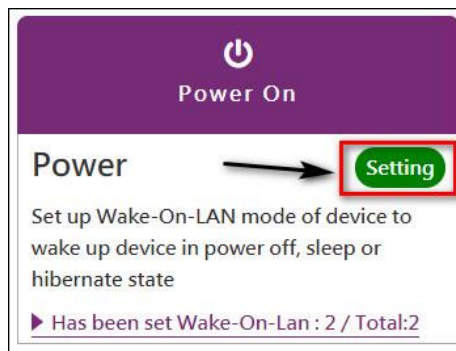 Power On
Power
Setting
Set up Wake-On-LAN mode of device to
wake up device in power off, sleep or
hibernate state
Has been set Wake-On-Lan : 2 / Total:2